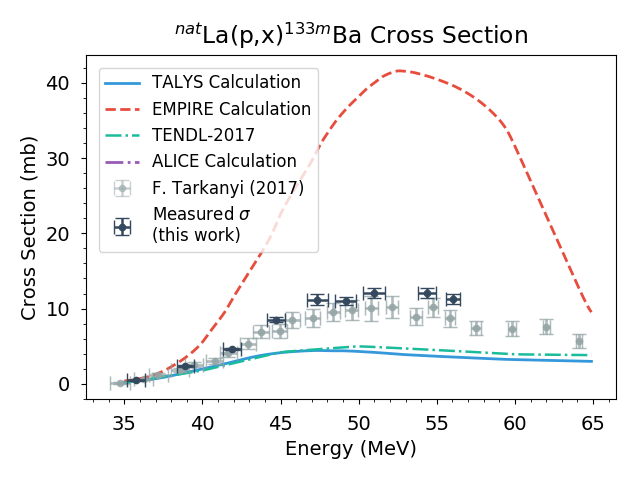 ⁿᵃᵗLa(p,x)¹³³ᵐBa Cross Section
TALYS Calculation
EMPIRE Calculation
TENDL-2017
ALICE Calculation
F. Tarkanyi (2017)
Measured σ
(this work)
Cross Section (mb)
40
30
20
10
0
35 40 45 50 55 60 65
Energy (MeV)